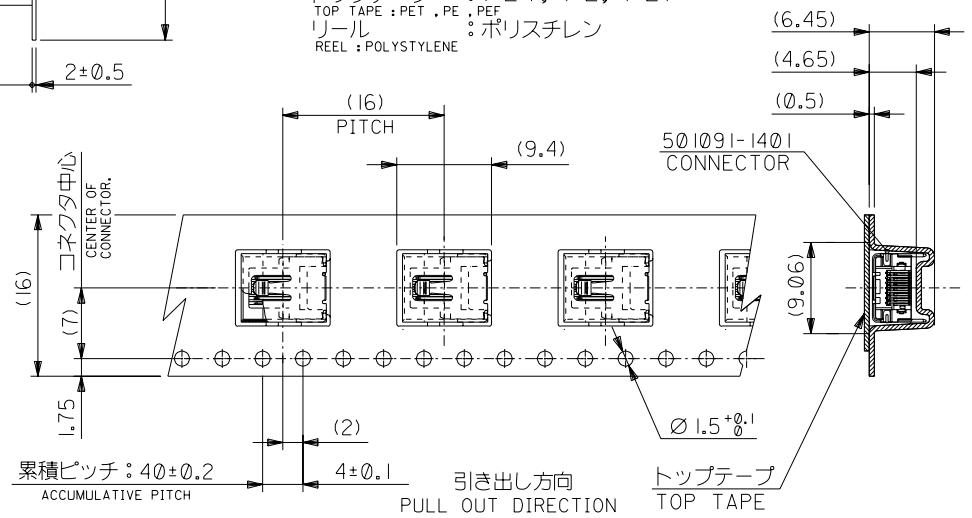 TOP TAPE : PET , PE , PEF
リール : ポリスチレン
REEL : POLYSTYLENE
2±0.5
(16)
PITCH
(9.4)
(6.45)
(4.65)
(0.5)
501091-1401
CONNECTOR
コネクタ中心
CENTER OF
CONNECTOR.
(16)
(7)
1.75
(9.06)
(2)
4±0.1
Ø 1.5 +0.1 0
累積ピッチ : 40±0.2
ACCUMULATIVE PITCH
引き出し方向
PULL OUT DIRECTION
トップテープ
TOP TAPE